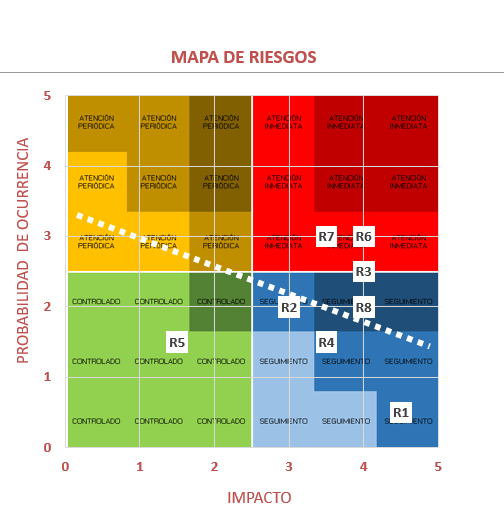 MAPA DE RIESGOS
PROBABILIDAD DE OCURRENCIA
5
ATENCIÓN PERIÓDICA
ATENCIÓN PERIÓDICA
ATENCIÓN PERIÓDICA
ATENCIÓN INMEDIATA
ATENCIÓN INMEDIATA
ATENCIÓN INMEDIATA
4
ATENCIÓN PERIÓDICA
ATENCIÓN PERIÓDICA
ATENCIÓN PERIÓDICA
ATENCIÓN INMEDIATA
ATENCIÓN INMEDIATA
ATENCIÓN INMEDIATA
3
R7
R6
ATENCIÓN PERIÓDICA
ATENCIÓN PERIÓDICA
ATENCIÓN PERIÓDICA
ATENCIÓN INMEDIATA
ATENCIÓN INMEDIATA
ATENCIÓN INMEDIATA
R3
CONTROLADO
CONTROLADO
CONTROLADO
SEGUIMIENTO
SEGUIMIENTO
SEGUIMIENTO
2
R2
R8
R5
R4
CONTROLADO
CONTROLADO
CONTROLADO
SEGUIMIENTO
SEGUIMIENTO
SEGUIMIENTO
1
R1
CONTROLADO
CONTROLADO
CONTROLADO
SEGUIMIENTO
SEGUIMIENTO
SEGUIMIENTO
0
0 1 2 3 4 5
IMPACTO